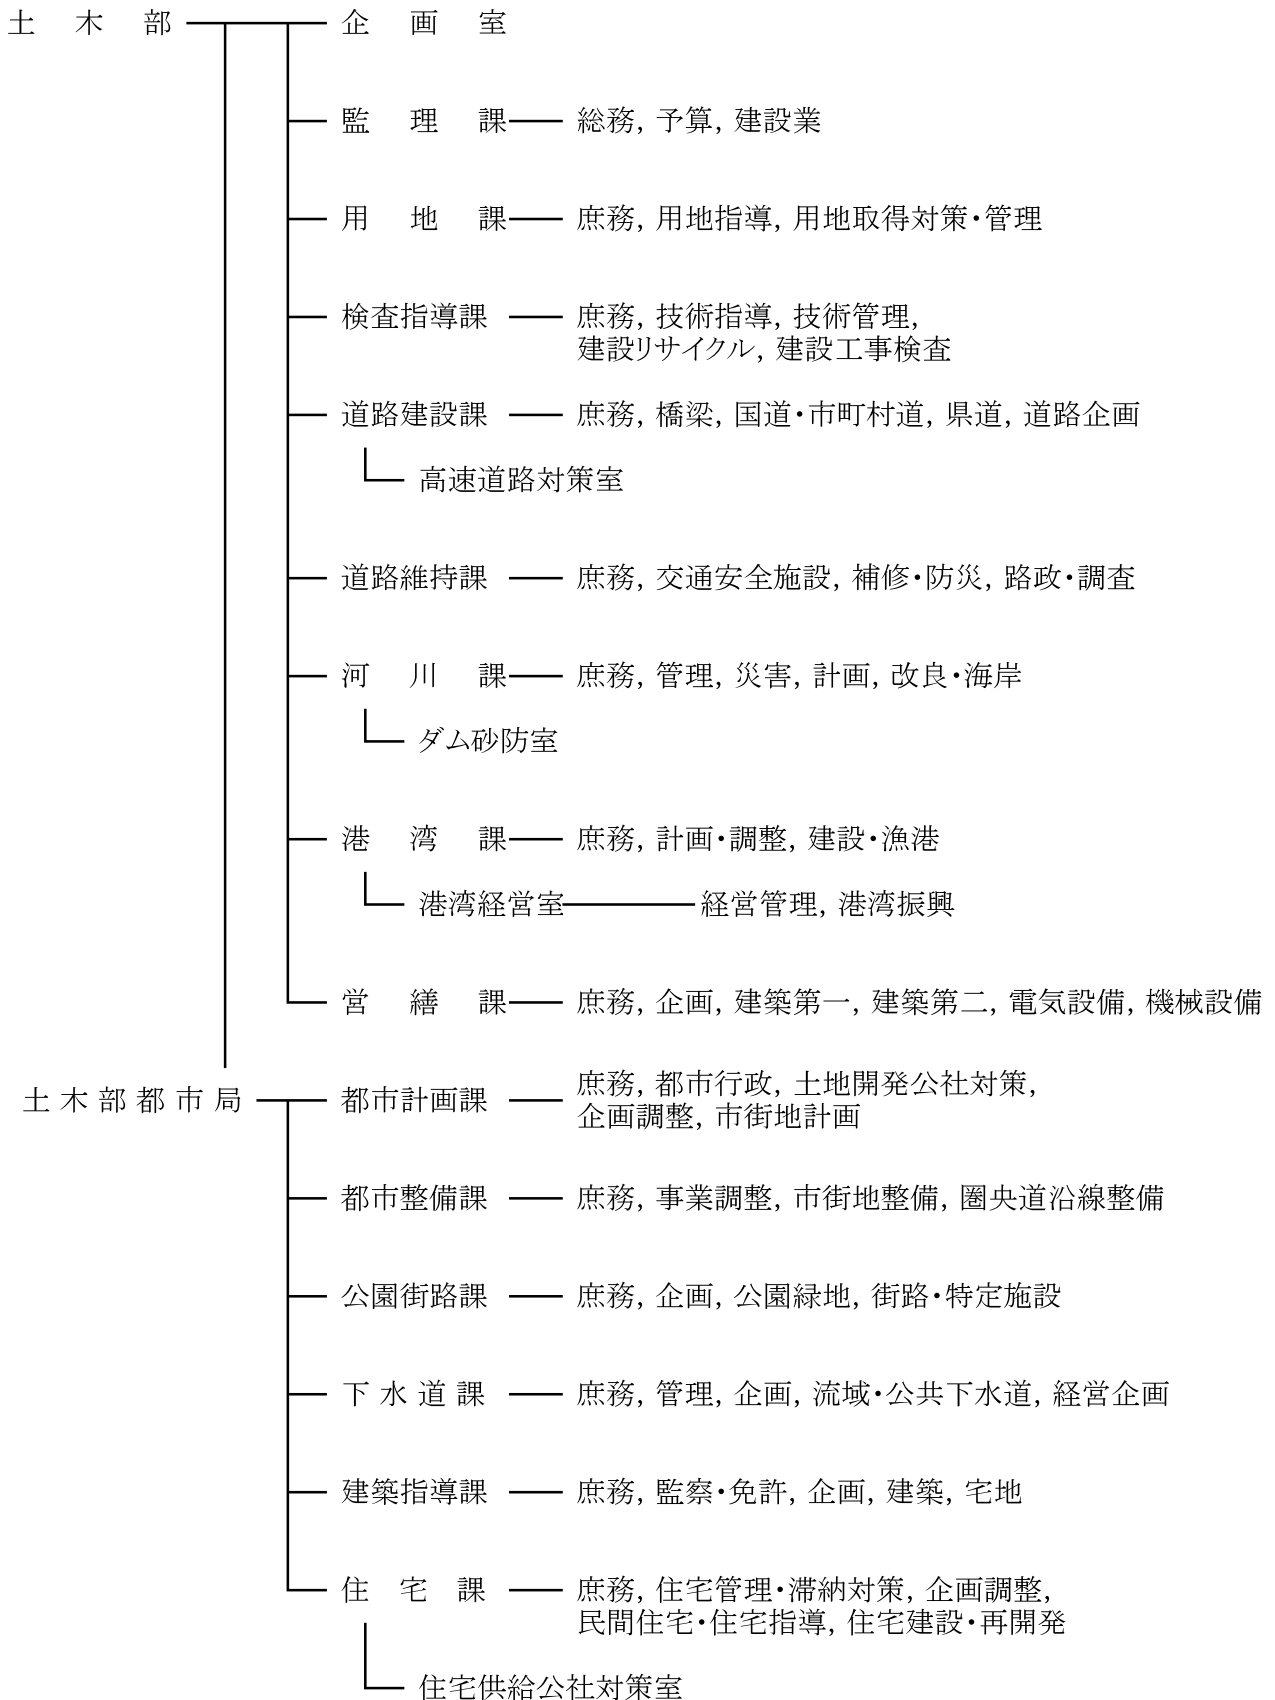 土木部 企画室
監理課 総務, 予算, 建設業
用地課 庶務, 用地指導, 用地取得対策・管理
検査指導課 庶務, 技術指導, 技術管理,
建設リサイクル, 建設工事検査
道路建設課 庶務, 橋梁, 国道・市町村道, 県道, 道路企画
高速道路対策室
道路維持課 庶務, 交通安全施設, 補修・防災, 路政・調査
河川課 庶務, 管理, 災害, 計画, 改良・海岸
ダム砂防室
港湾課 庶務, 計画・調整, 建設・漁港
港湾経営室 経営管理, 港湾振興
営繕課 庶務, 企画, 建築第一, 建築第二, 電気設備, 機械設備
土木部都市局 都市計画課 庶務, 都市行政, 土地開発公社対策,
企画調整, 市街地計画
都市整備課 庶務, 事業調整, 市街地整備, 圏央道沿線整備
公園街路課 庶務, 企画, 公園緑地, 街路・特定施設
下水道課 庶務, 管理, 企画, 流域・公共下水道, 経営企画
建築指導課 庶務, 監察・免許, 企画, 建築, 宅地
住宅課 庶務, 住宅管理・滞納対策, 企画調整,
民間住宅・住宅指導, 住宅建設・再開発
住宅供給公社対策室